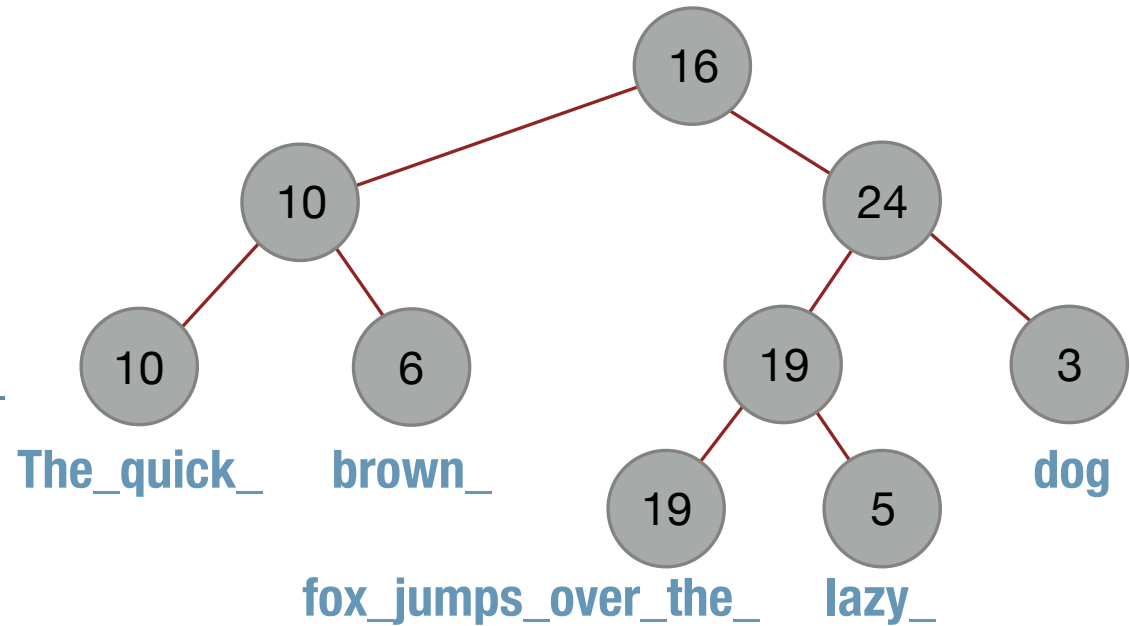 16
10 24
10 6 19 3
The_quick_ brown_ dog
19 5
fox_jumps_over_the_ lazy_